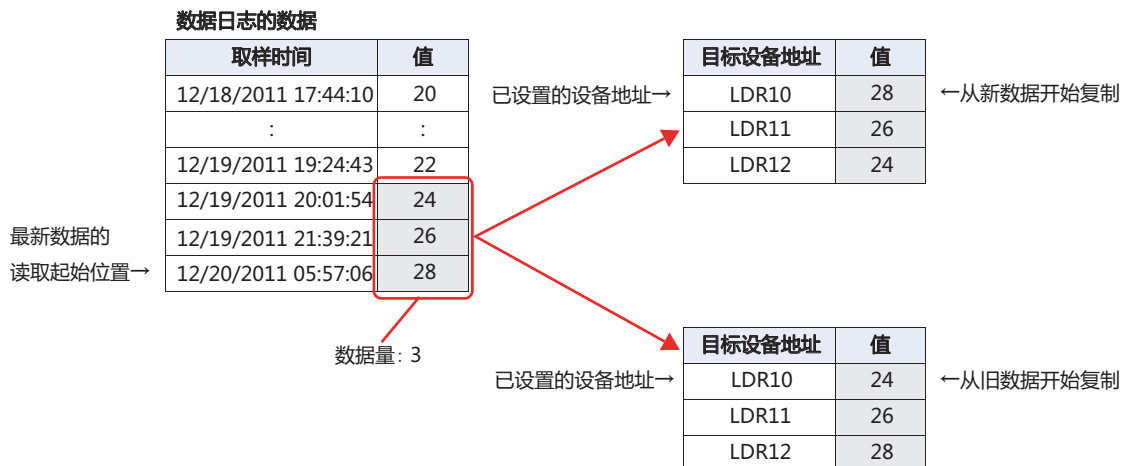 数据日志的数据
取样时间 值
12/18/2011 17:44:10 20
: :
12/19/2011 19:24:43 22
12/19/2011 20:01:54 24
12/19/2011 21:39:21 26
12/20/2011 05:57:06 28
最新数据的
读取起始位置→
数据量: 3
目标设备地址 值
已设置的设备地址→ LDR10 28 ←从新数据开始复制
LDR11 26
LDR12 24
目标设备地址 值
已设置的设备地址→ LDR10 24 ←从旧数据开始复制
LDR11 26
LDR12 28